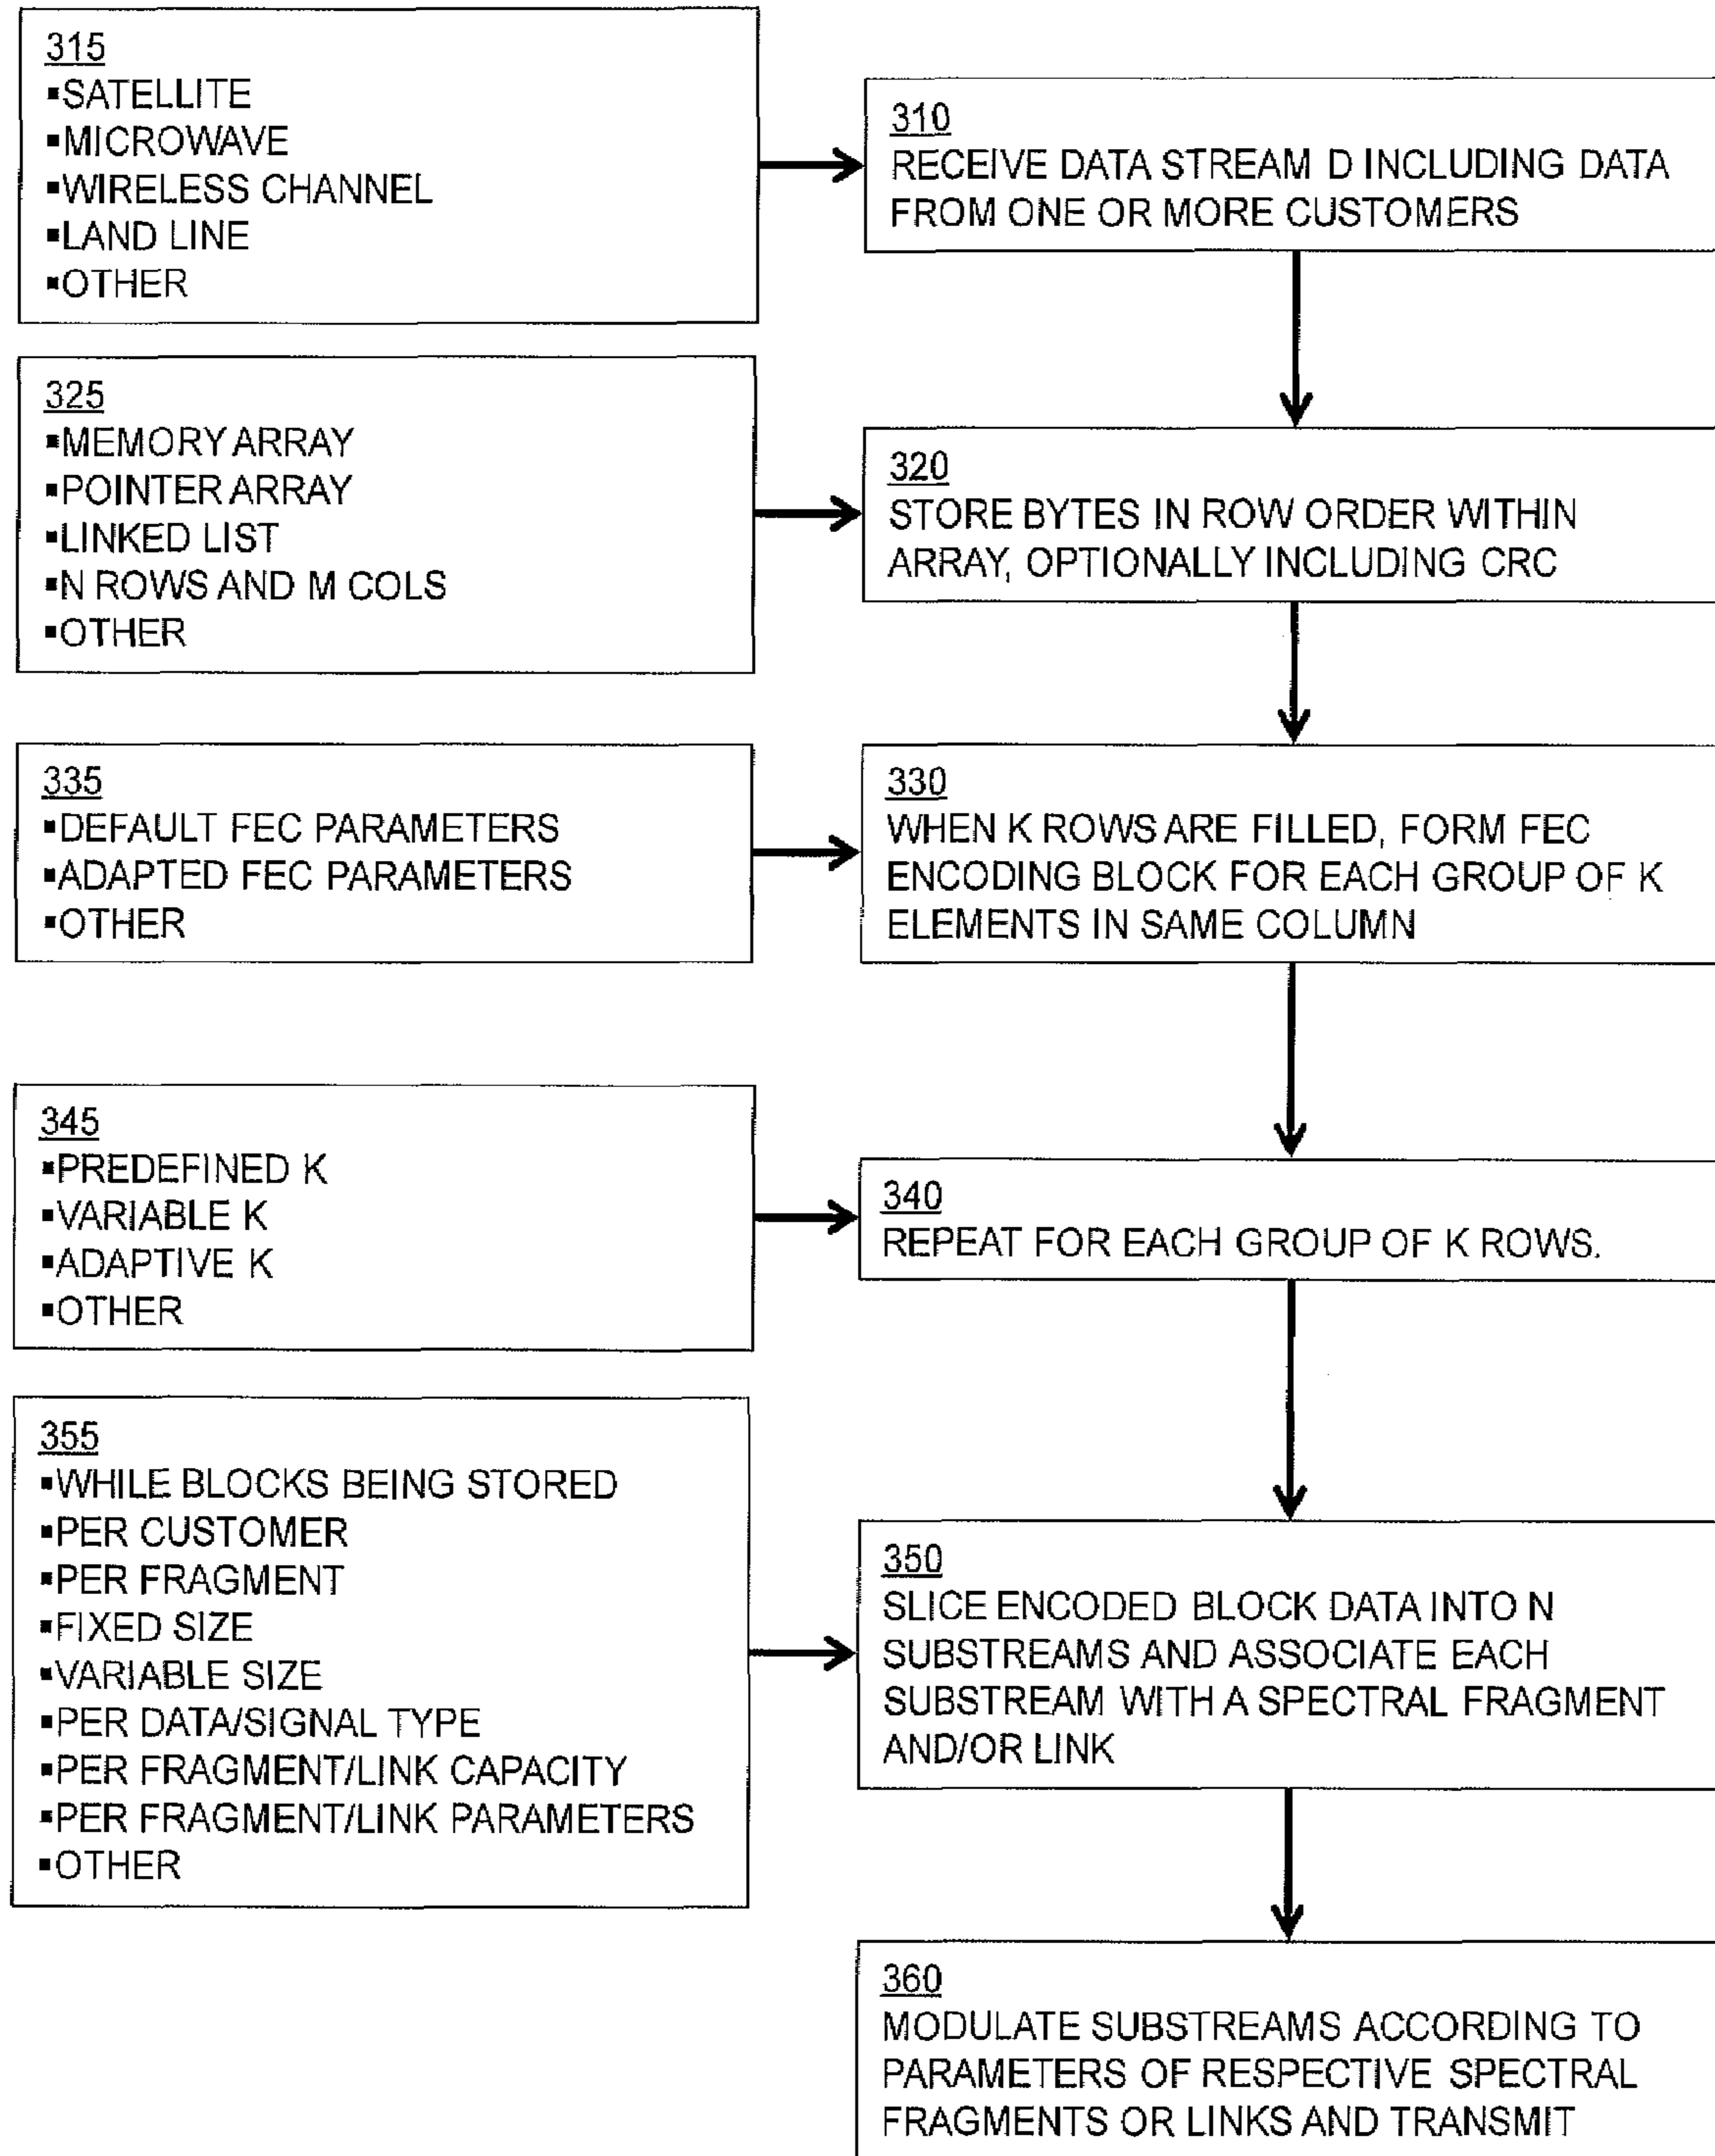 315
▪SATELLITE
▪MICROWAVE
▪WIRELESS CHANNEL
▪LAND LINE
▪OTHER
310
RECEIVE DATA STREAM D INCLUDING DATA
FROM ONE OR MORE CUSTOMERS
325
▪MEMORY ARRAY
▪POINTER ARRAY
▪LINKED LIST
▪N ROWS AND M COLS
▪OTHER
320
STORE BYTES IN ROW ORDER WITHIN
ARRAY, OPTIONALLY INCLUDING CRC
335
▪DEFAULT FEC PARAMETERS
▪ADAPTED FEC PARAMETERS
▪OTHER
330
WHEN K ROWS ARE FILLED, FORM FEC
ENCODING BLOCK FOR EACH GROUP OF K
ELEMENTS IN SAME COLUMN
345
▪PREDEFINED K
▪VARIABLE K
▪ADAPTIVE K
▪OTHER
340
REPEAT FOR EACH GROUP OF K ROWS.
355
▪WHILE BLOCKS BEING STORED
▪PER CUSTOMER
▪PER FRAGMENT
▪FIXED SIZE
▪VARIABLE SIZE
▪PER DATA/SIGNAL TYPE
▪PER FRAGMENT/LINK CAPACITY
▪PER FRAGMENT/LINK PARAMETERS
▪OTHER
350
SLICE ENCODED BLOCK DATA INTO N
SUBSTREAMS AND ASSOCIATE EACH
SUBSTREAM WITH A SPECTRAL FRAGMENT
AND/OR LINK
360
MODULATE SUBSTREAMS ACCORDING TO
PARAMETERS OF RESPECTIVE SPECTRAL
FRAGMENTS OR LINKS AND TRANSMIT